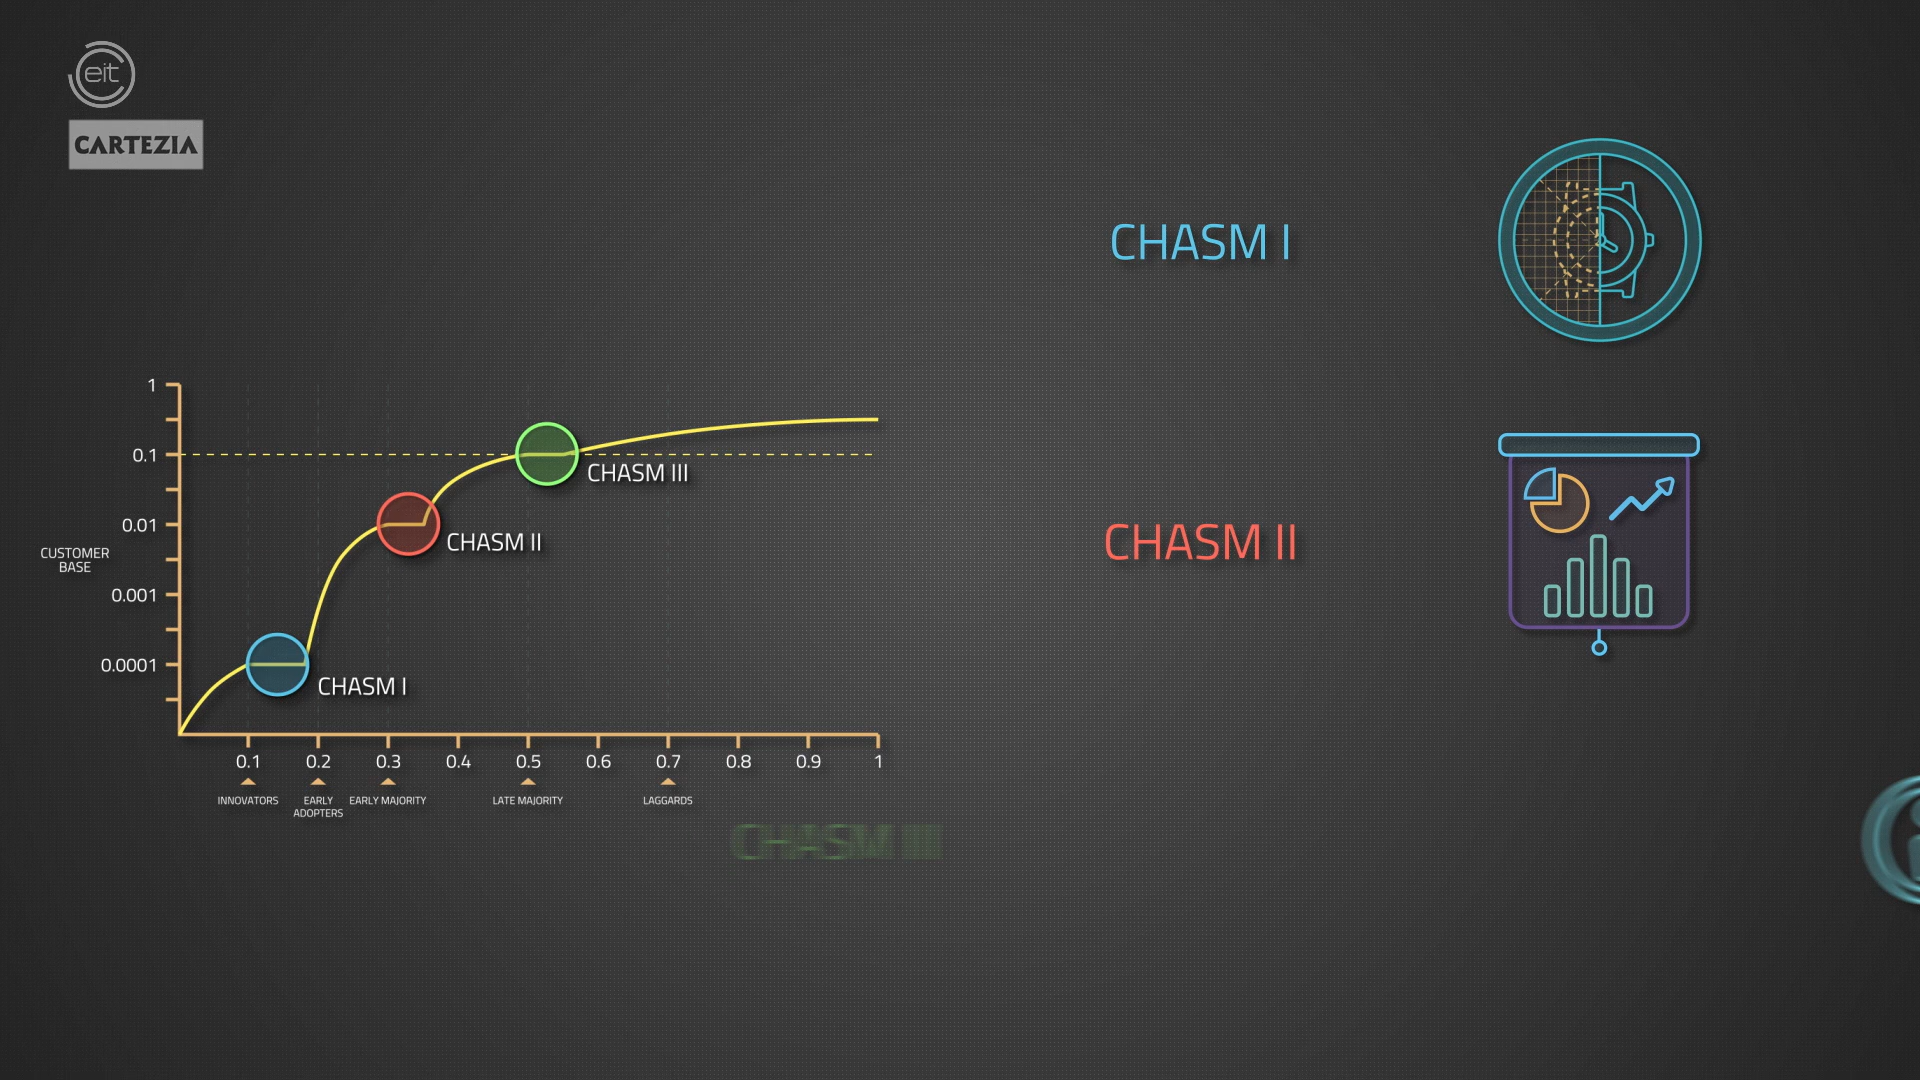 eit
CARTEZIA
CHASM I
CHASM II
1
0.1
0.01
0.001
0.0001
CUSTOMER
BASE
CHASM III
CHASM II
CHASM I
0.1 0.2 0.3 0.4 0.5 0.6 0.7 0.8 0.9 1
INNOVATORS
EARLY
ADOPTERS
EARLY MAJORITY
LATE MAJORITY
LAGGARDS
CHASM III